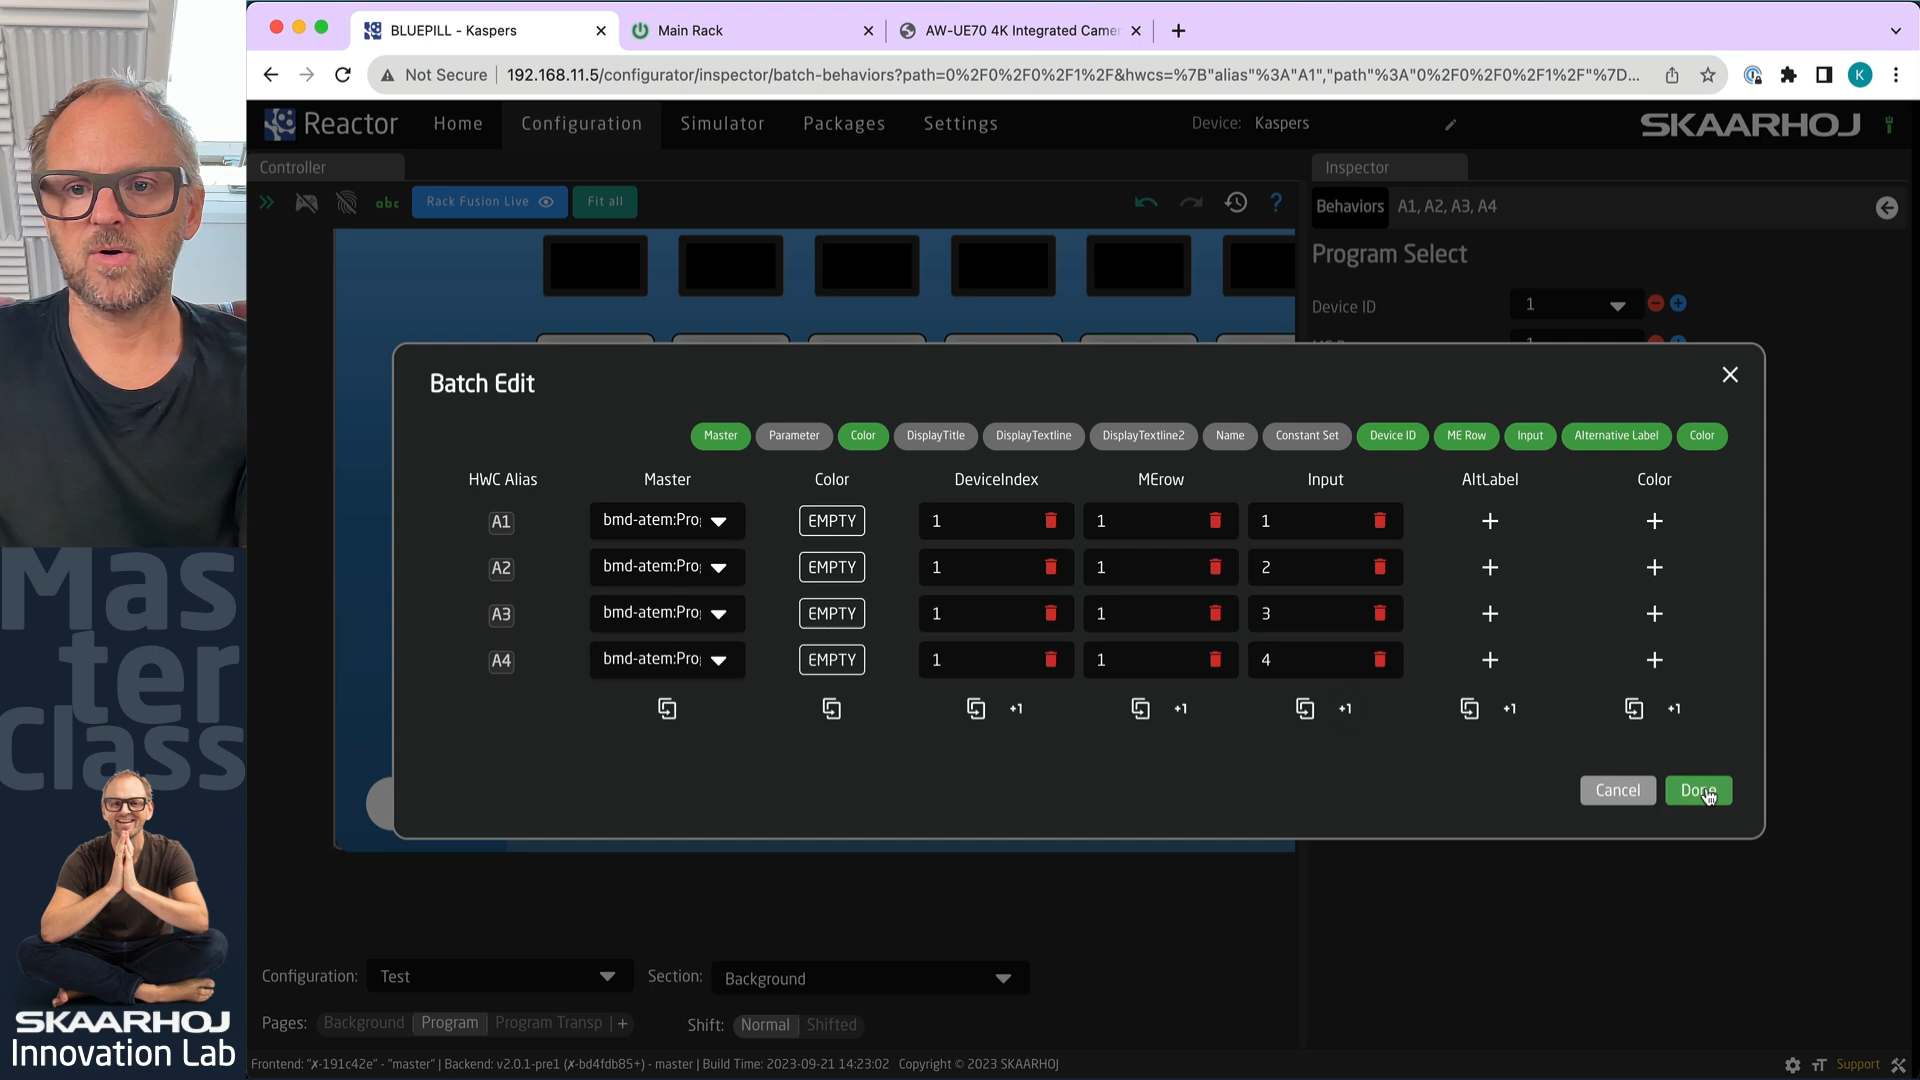 BLUEPILL - Kaspers
Main Rack
AW-UE70 4K Integrated Came
Not Secure
192.168.11.5/configurator/inspector/batch-behaviors?path=0%2F0%2F0%2F1%2F&hwcs=%7B"alias"%3A"A1","path"%3A"0%2F0%2F0%2F1%2F"%7D...
K
Reactor
Home
Configuration
Simulator
Packages
Settings
Device: Kaspers
SKAARHOJ
Controller
Inspector
abc
Rack Fusion Live
Fit all
?
Behaviors A1, A2, A3, A4
Program Select
Device ID
1
Batch Edit
Master
Parameter
Color
DisplayTitle
DisplayTextline
DisplayTextline2
Name
Constant Set
Device ID
ME Row
Input
Alternative Label
Color
HWC Alias Master Color DeviceIndex MErow Input AltLabel Color
A1 bmd-atem:Pro EMPTY 1 1 1 + +
A2 bmd-atem:Pro EMPTY 1 1 2 + +
A3 bmd-atem:Pro EMPTY 1 1 3 + +
A4 bmd-atem:Pro EMPTY 1 1 4 + +
+1 +1 +1 +1 +1
Cancel
Done
Configuration: Test
Section: Background
Pages: Background Program Program Transp +
Shift: Normal Shifted
Frontend: "✗-191c42e" - "master" | Backend: v2.0.1-pre1 (✗-bd4fdb85+) - master | Build Time: 2023-09-21 14:23:02 Copyright © 2023 SKAARHOJ
Support
Mas
ter
Class
SKAARHOJ
Innovation Lab